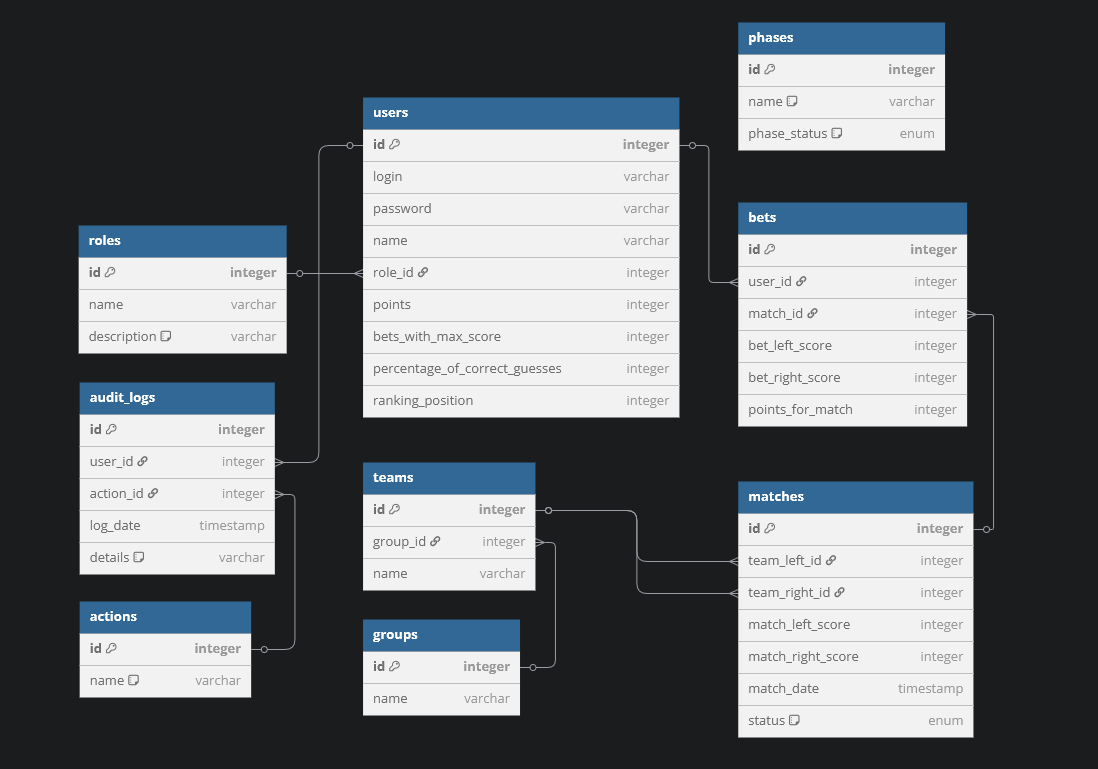 phases
id integer
name varchar
phase_status enum
users
id integer
login varchar
password varchar
name varchar
role_id integer
points integer
bets_with_max_score integer
percentage_of_correct_guesses integer
ranking_position integer
bets
id integer
user_id integer
match_id integer
bet_left_score integer
bet_right_score integer
points_for_match integer
roles
id integer
name varchar
description varchar
audit_logs
id integer
user_id integer
action_id integer
log_date timestamp
details varchar
teams
id integer
group_id integer
name varchar
matches
id integer
team_left_id integer
team_right_id integer
match_left_score integer
match_right_score integer
match_date timestamp
status enum
actions
id integer
name varchar
groups
id integer
name varchar